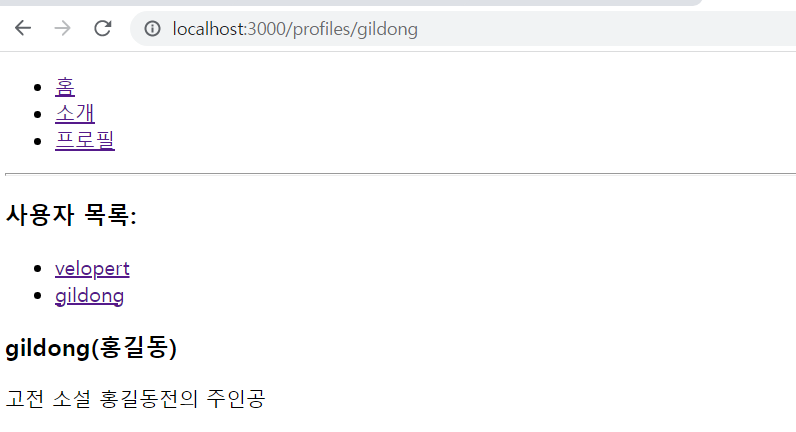 localhost:3000/profiles/gildong
홈
소개
프로필
사용자 목록:
velopert
gildong
gildong(홍길동)
고전 소설 홍길동전의 주인공